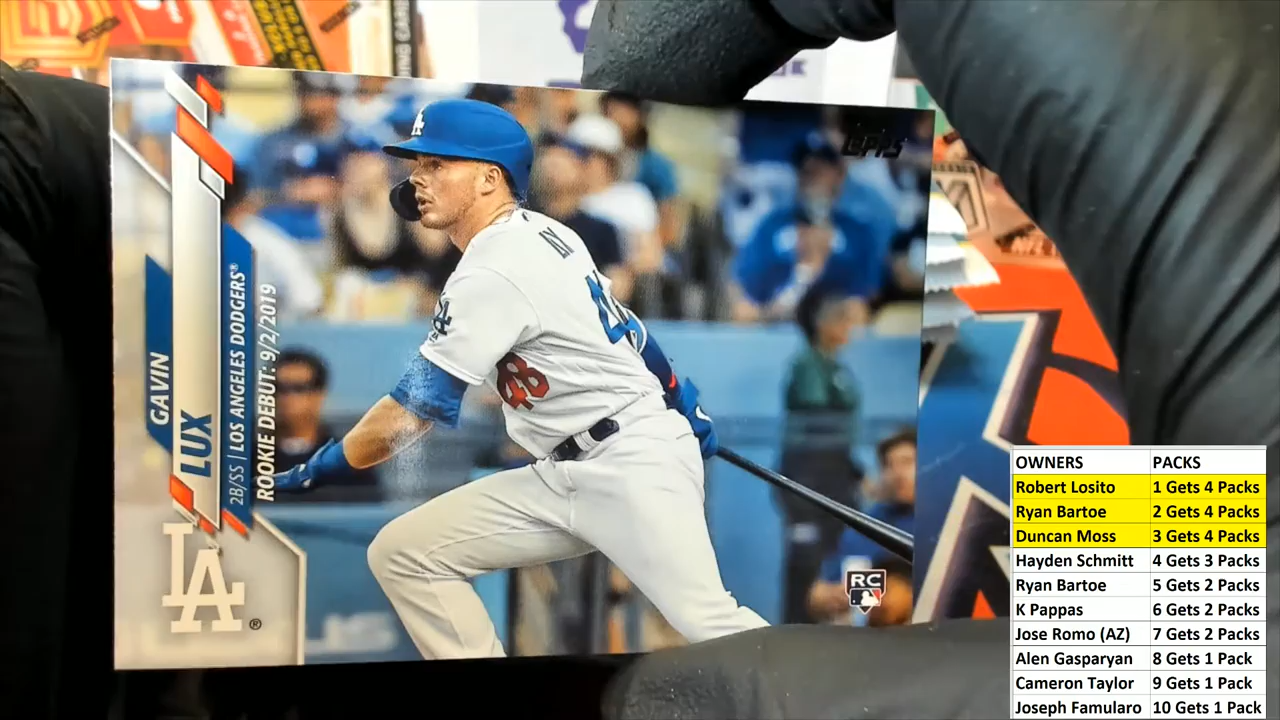 TOPPS
GAVIN
LUX
2B/SS | LOS ANGELES DODGERS®
ROOKIE DEBUT: 9/2/2019
LA
LA
®
48
RC
OWNERS PACKS
Robert Losito 1 Gets 4 Packs
Ryan Bartoe 2 Gets 4 Packs
Duncan Moss 3 Gets 4 Packs
Hayden Schmitt 4 Gets 3 Packs
Ryan Bartoe 5 Gets 2 Packs
K Pappas 6 Gets 2 Packs
Jose Romo (AZ) 7 Gets 2 Packs
Alen Gasparyan 8 Gets 1 Pack
Cameron Taylor 9 Gets 1 Pack
Joseph Famularo 10 Gets 1 Pack